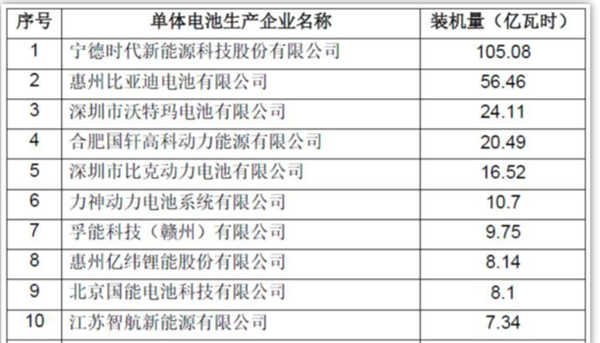 序号 单体电池生产企业名称 装机量（亿瓦时）
1 宁德时代新能源科技股份有限公司 105.08
2 惠州比亚迪电池有限公司 56.46
3 深圳市沃特玛电池有限公司 24.11
4 合肥国轩高科动力能源有限公司 20.49
5 深圳市比克动力电池有限公司 16.52
6 力神动力电池系统有限公司 10.7
7 孚能科技（赣州）有限公司 9.75
8 惠州亿纬锂能股份有限公司 8.14
9 北京国能电池科技有限公司 8.1
10 江苏智航新能源有限公司 7.34